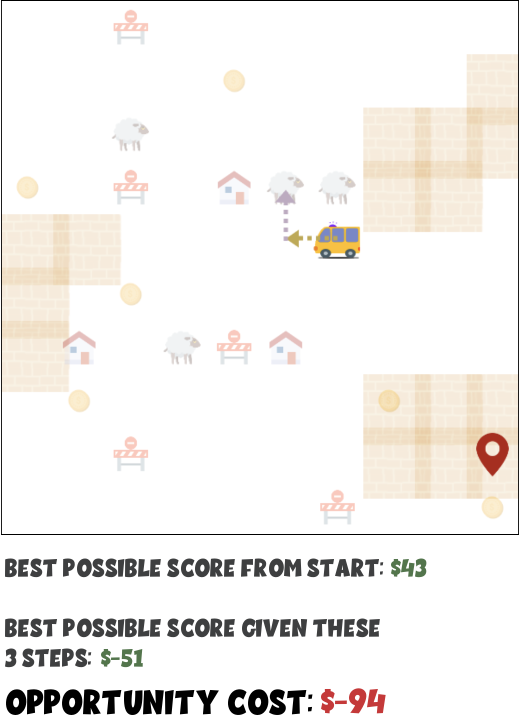 BEST POSSIBLE SCORE FROM START: $43
BEST POSSIBLE SCORE GIVEN THESE
3 STEPS: $-51
OPPORTUNITY COST: $-94